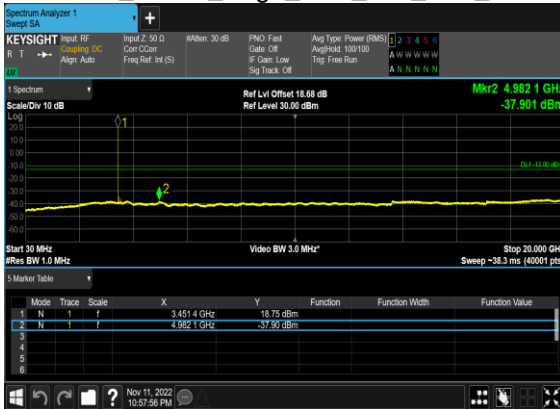 Spectrum Analyzer 1
Swept SA
+
KEYSIGHT Input: RF Input Z: 50 Ω #Atten: 30 dB PNO: Fast Avg Type: Power (RMS) 1 2 3 4 5 6
R T Coupling: DC Corr CCorr Gate: Off Avg|Hold: 100/100 A W W W W W
Align: Auto Freq Ref: Int (S) IF Gain: Low Trig: Free Run
Sig Track: Off A N N N N N
LW
1 Spectrum Ref Lvl Offset 18.68 dB Mkr2 4.982 1 GHz
Scale/Div 10 dB Ref Level 30.00 dBm -37.901 dBm
Log
20.0
10.0
0.00
-10.0
-20.0
-30.0
-40.0
-50.0
-60.0
1
2
DL1 -13.00 dBm
Start 30 MHz Video BW 3.0 MHz* Stop 20.000 GH
#Res BW 1.0 MHz Sweep ~38.3 ms (40001 pts
5 Marker Table
Mode Trace Scale X Y Function Function Width Function Value
1 N 1 f 3.451 4 GHz 18.75 dBm
2 N 1 f 4.982 1 GHz -37.90 dBm
3
4
5
6
? Nov 11, 2022
10:57:56 PM